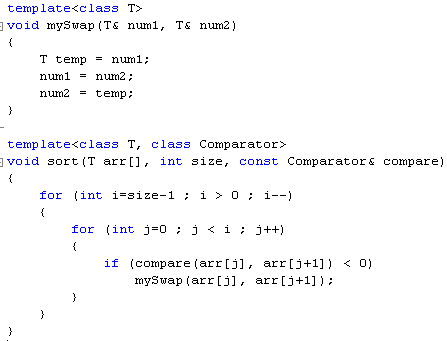 template<class T>
void mySwap(T& num1, T& num2)
{
    T temp = num1;
    num1 = num2;
    num2 = temp;
}
template<class T, class Comparator>
void sort(T arr[], int size, const Comparator& compare)
{
    for (int i=size-1 ; i > 0 ; i--)
    {
        for (int j=0 ; j < i ; j++)
        {
            if (compare(arr[j], arr[j+1]) < 0)
                mySwap(arr[j], arr[j+1]);
        }
    }
}